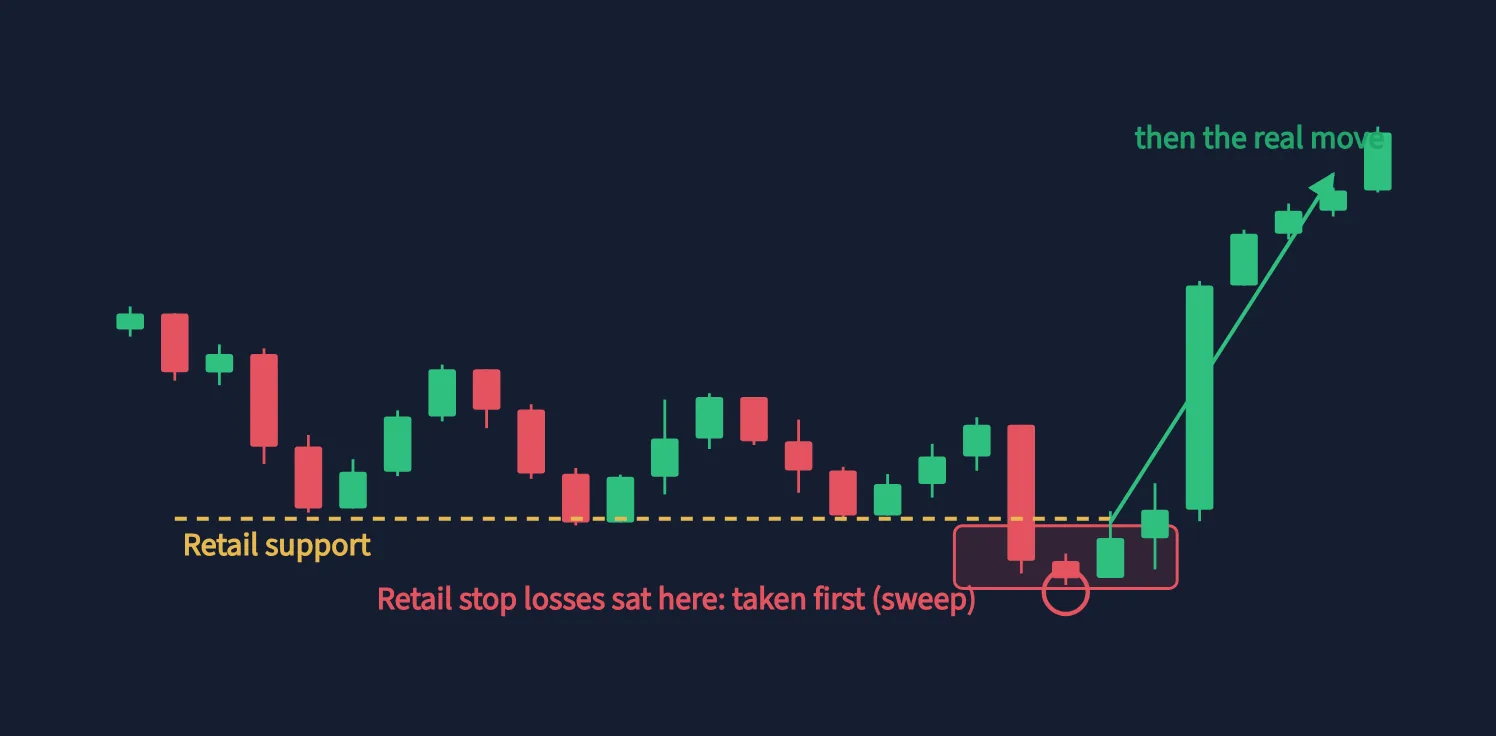 then the real move
Retail support
Retail stop losses sat here: taken first (sweep)